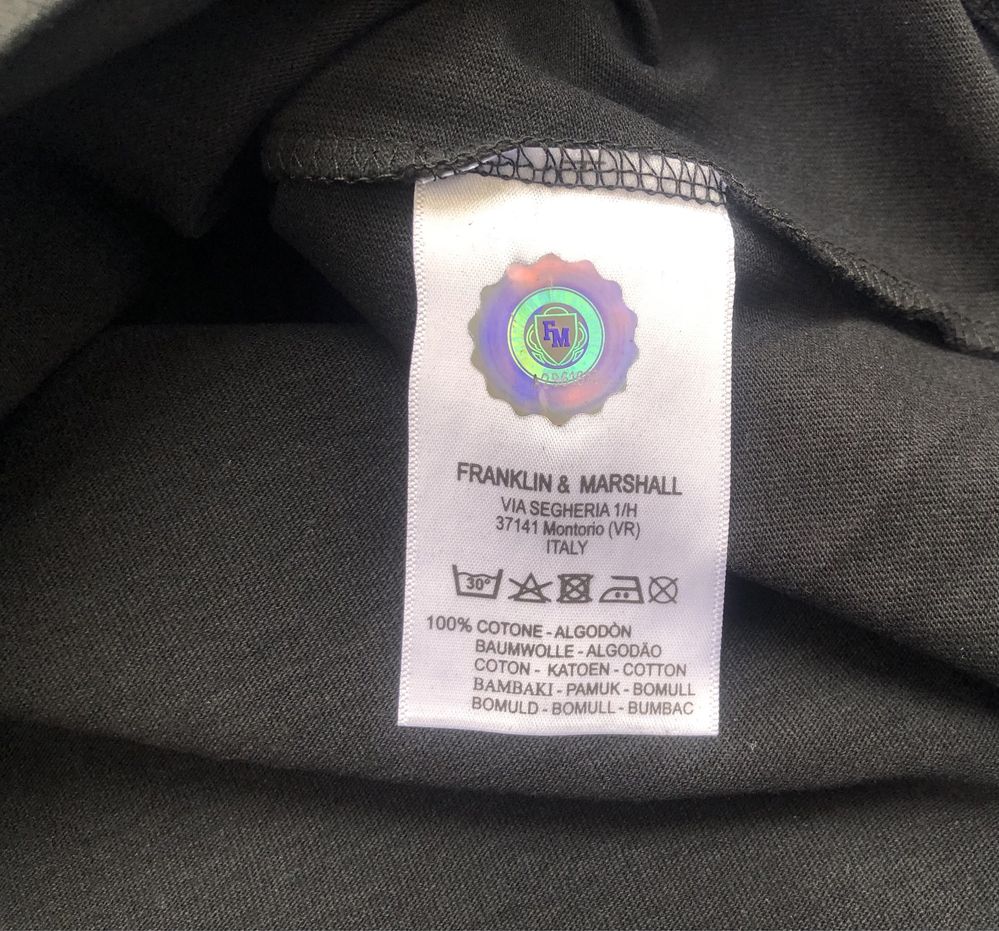 FM
FRANKLIN & MARSHALL
VIA SEGHERIA 1/H
37141 Montorio (VR)
ITALY
30°
100% COTONE - ALGODÒN
BAUMWOLLE - ALGODÃO
COTON - KATOEN - COTTON
BAMBAKI - PAMUK - BOMULL
BOMULD - BOMULL - BUMBAC